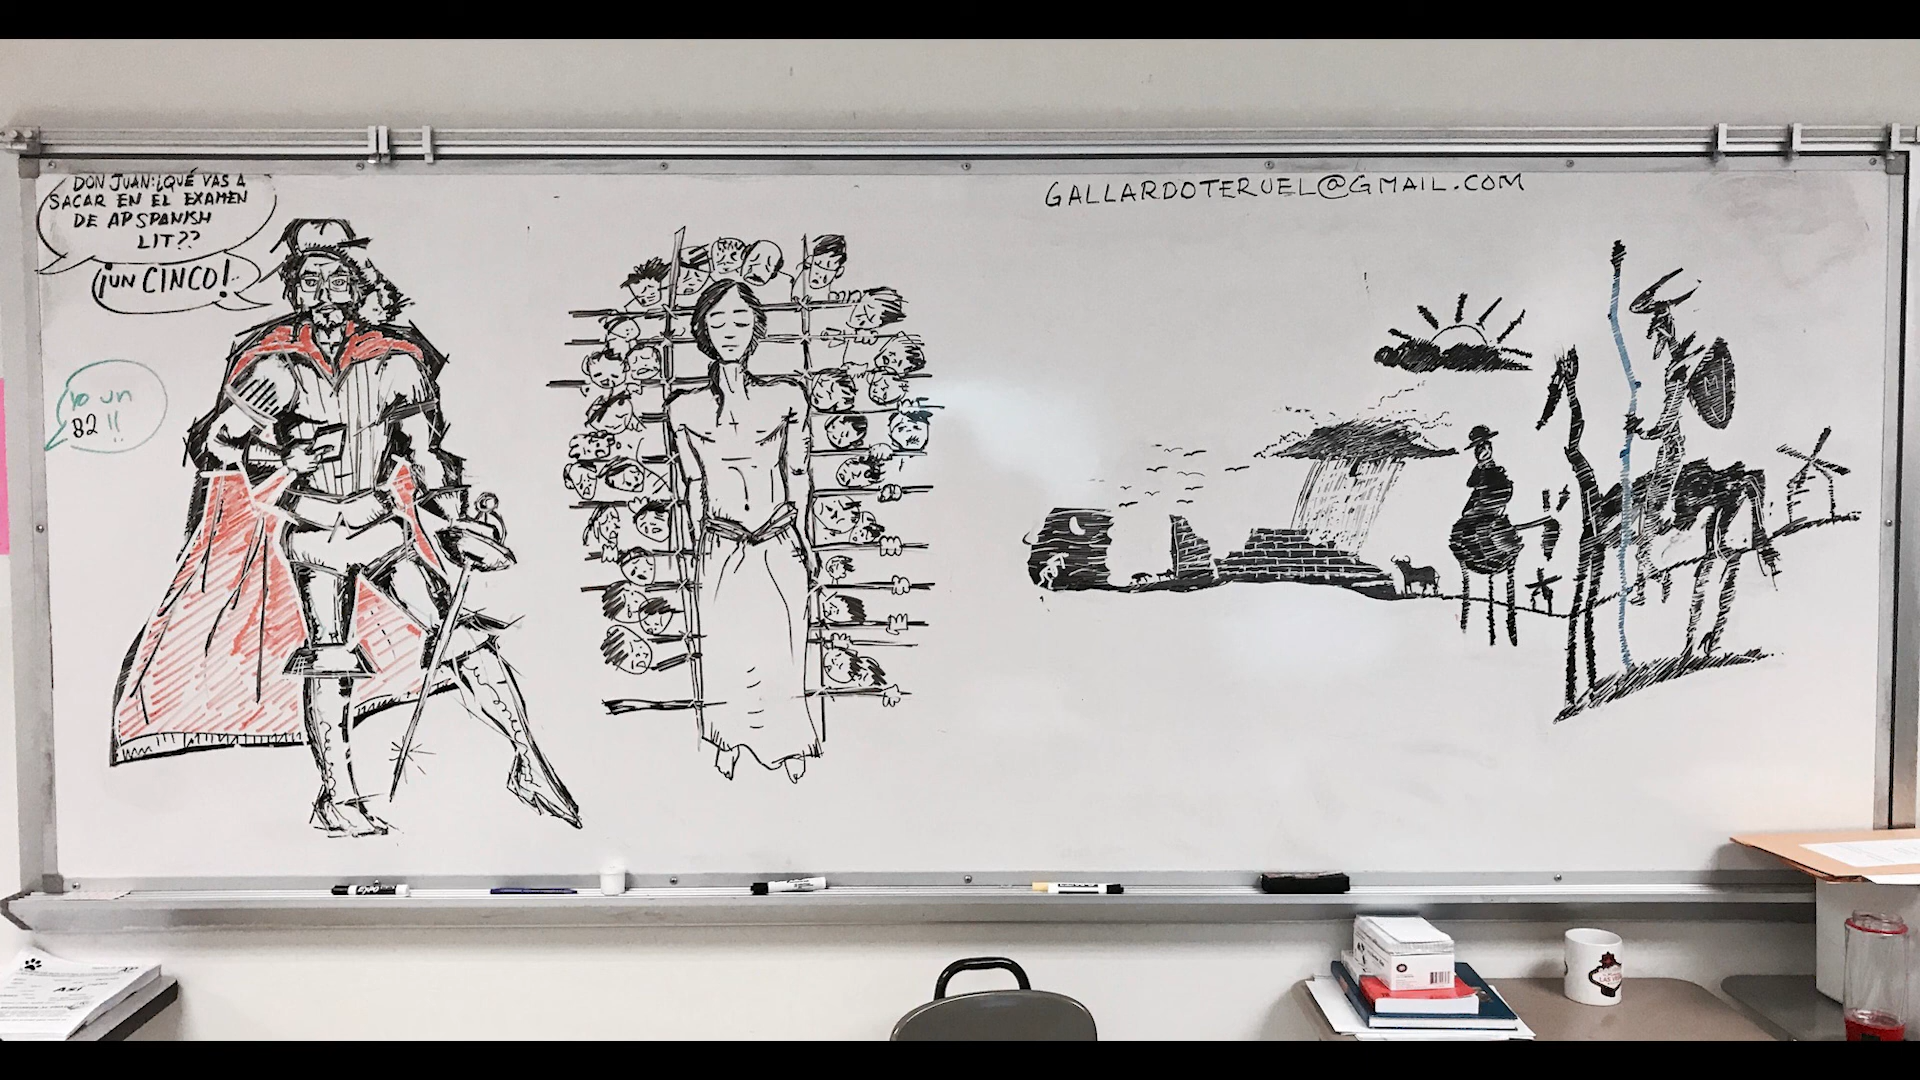 DON JUAN:¿QUÉ VAS A
SACAR EN EL EXAMEN
DE AP SPANISH
LIT??
¡UN CINCO!
Yo un
82 !!
GALLARDOTERUEL@GMAIL.COM
Así